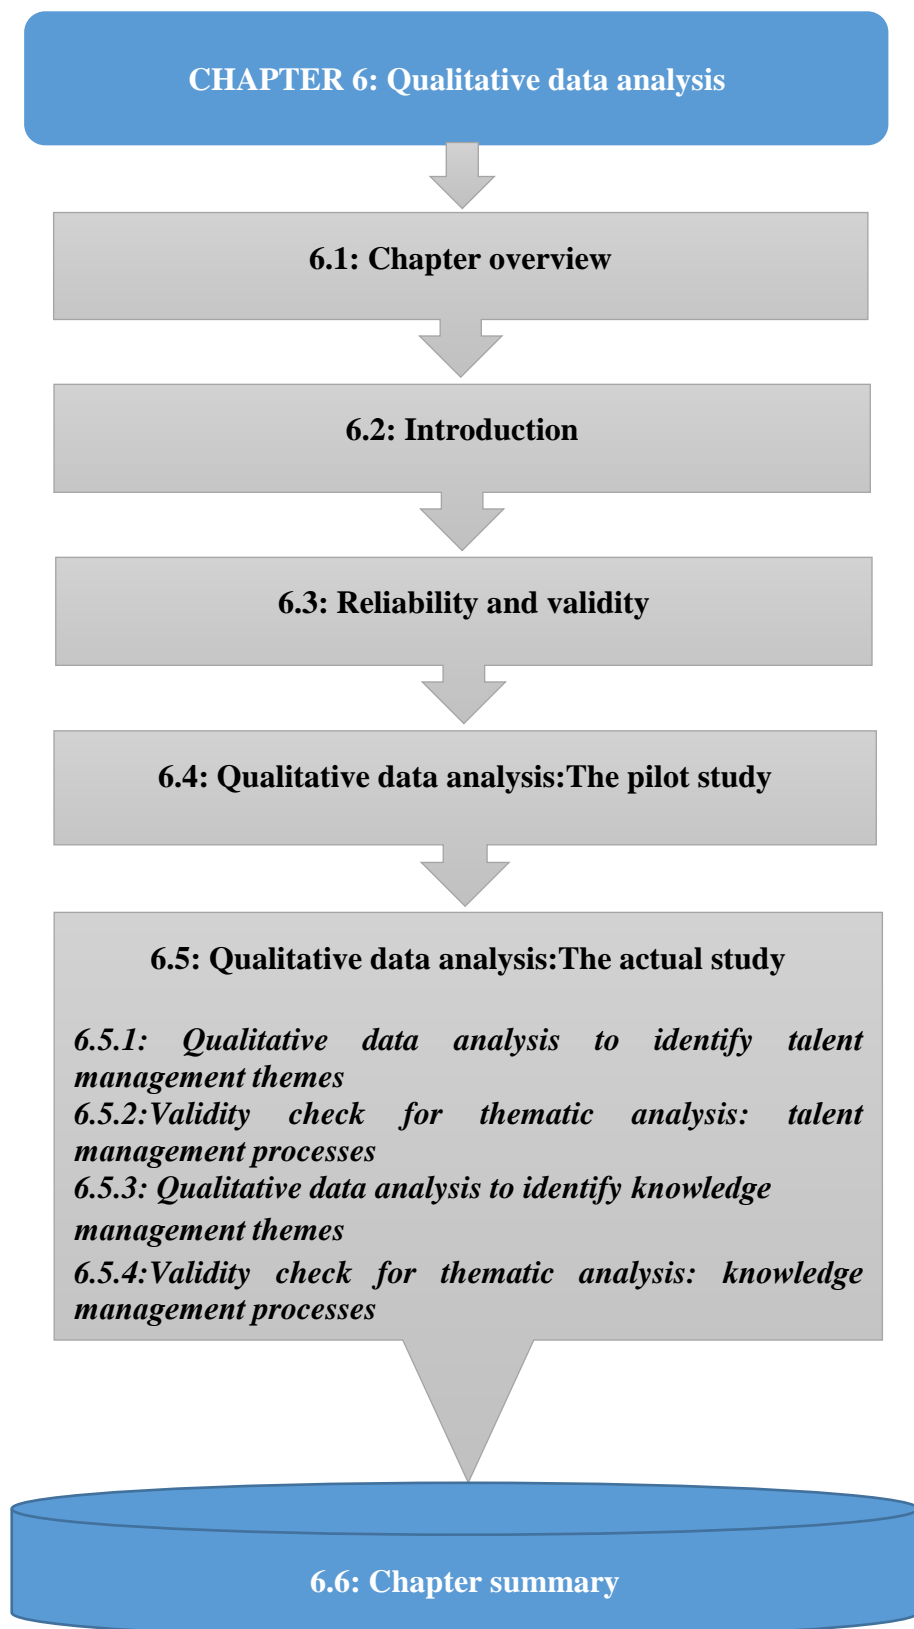 CHAPTER 6: Qualitative data analysis
6.1: Chapter overview
6.2: Introduction
6.3: Reliability and validity
6.4: Qualitative data analysis:The pilot study
6.5: Qualitative data analysis:The actual study
6.5.1: Qualitative data analysis to identify talent
management themes
6.5.2:Validity check for thematic analysis: talent
management processes
6.5.3: Qualitative data analysis to identify knowledge
management themes
6.5.4:Validity check for thematic analysis: knowledge
management processes
6.6: Chapter summary